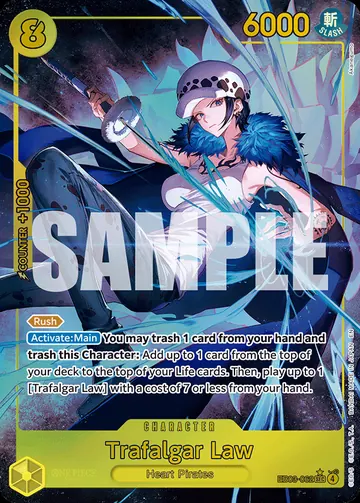 8
6000
斬
SLASH
COUNTER +1000
SAMPLE
Rush
Activate:Main You may trash 1 card from your hand and
trash this Character: Add up to 1 card from the top of
your deck to the top of your Life cards. Then, play up to 1
[Trafalgar Law] with a cost of 7 or less from your hand.
CHARACTER
Trafalgar Law
Heart Pirates
4